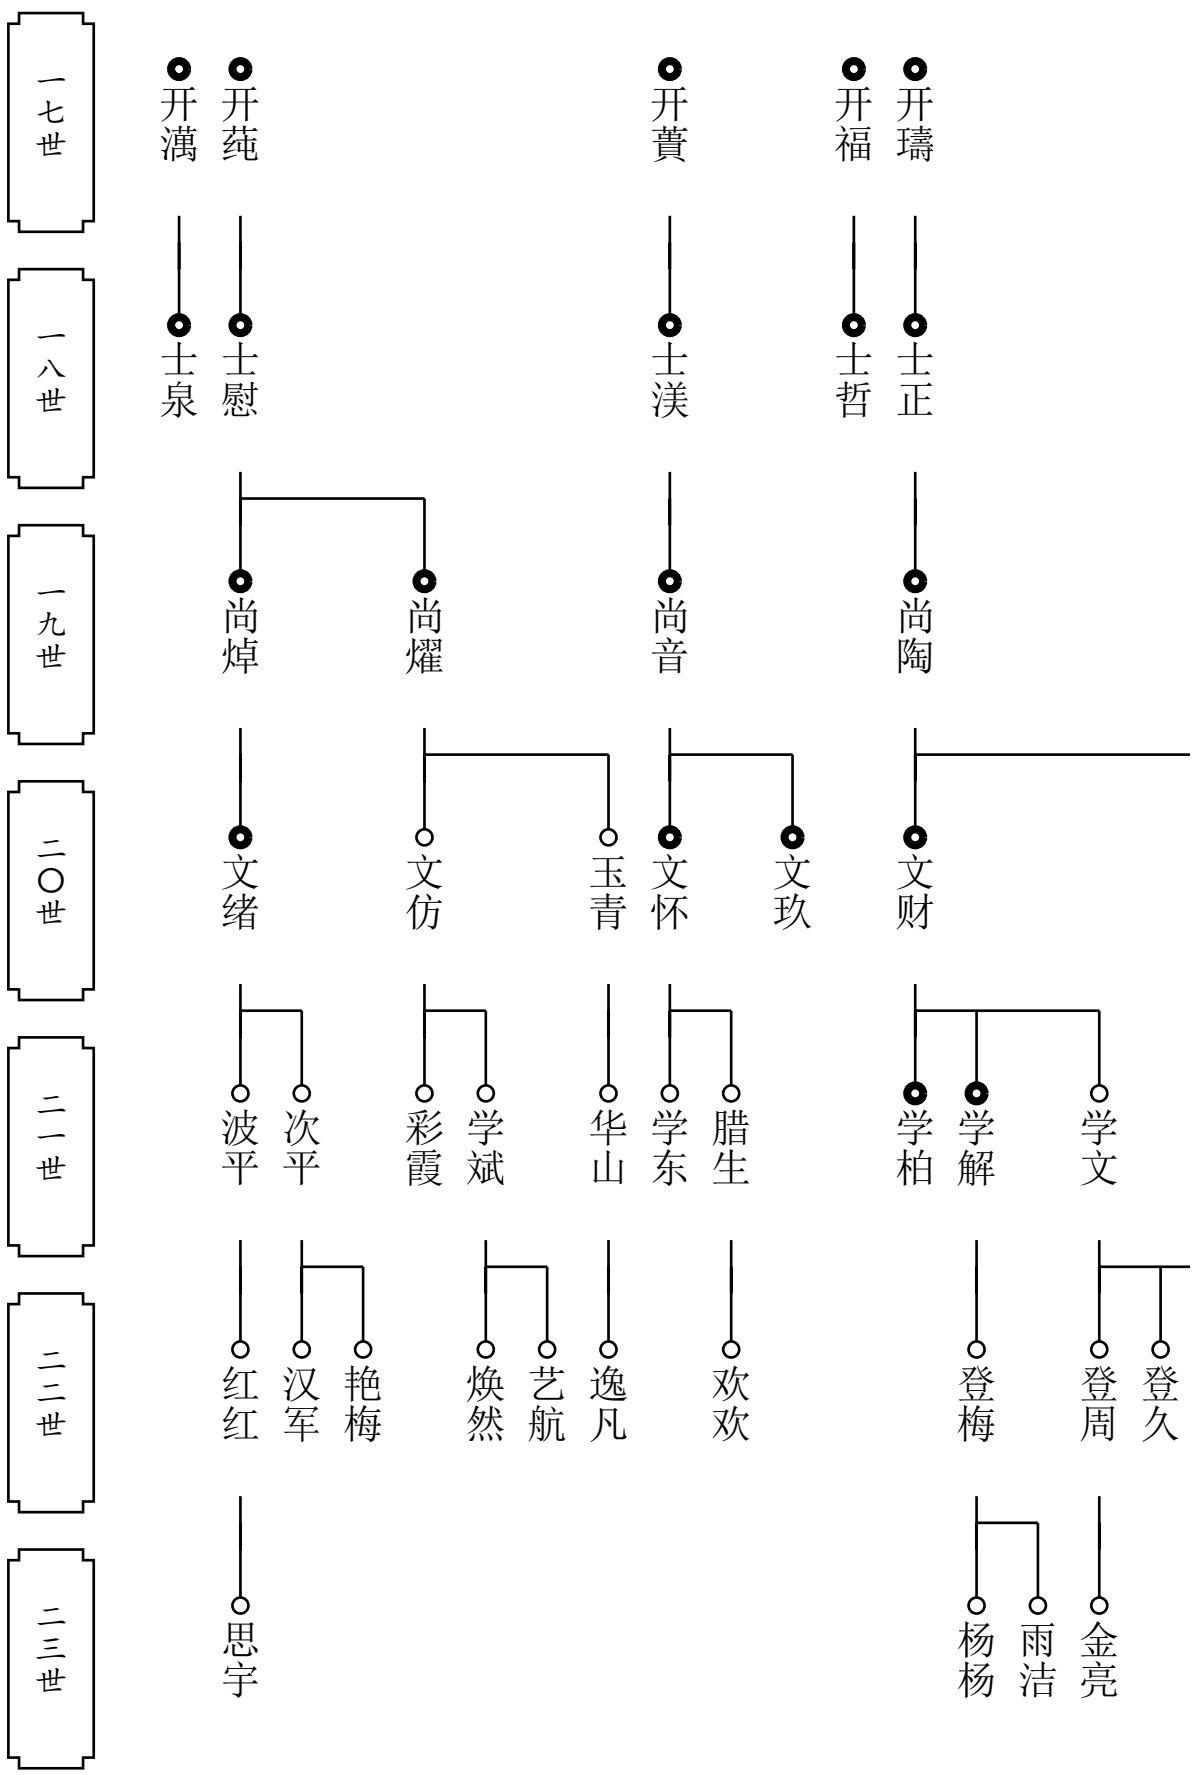 一七世
开澫
开莼
开蕡
开福
开璹
一八世
士泉
士慰
士渼
士哲
士正
一九世
尚焯
尚燿
尚音
尚陶
二〇世
文绪
文仿
玉青
文怀
文玖
文财
二一世
波平
次平
彩霞
学斌
华山
学东
腊生
学柏
学解
学文
二二世
红红
汉军
艳梅
焕然
艺航
逸凡
欢欢
登梅
登周
登久
二三世
思宇
杨杨
雨洁
金亮